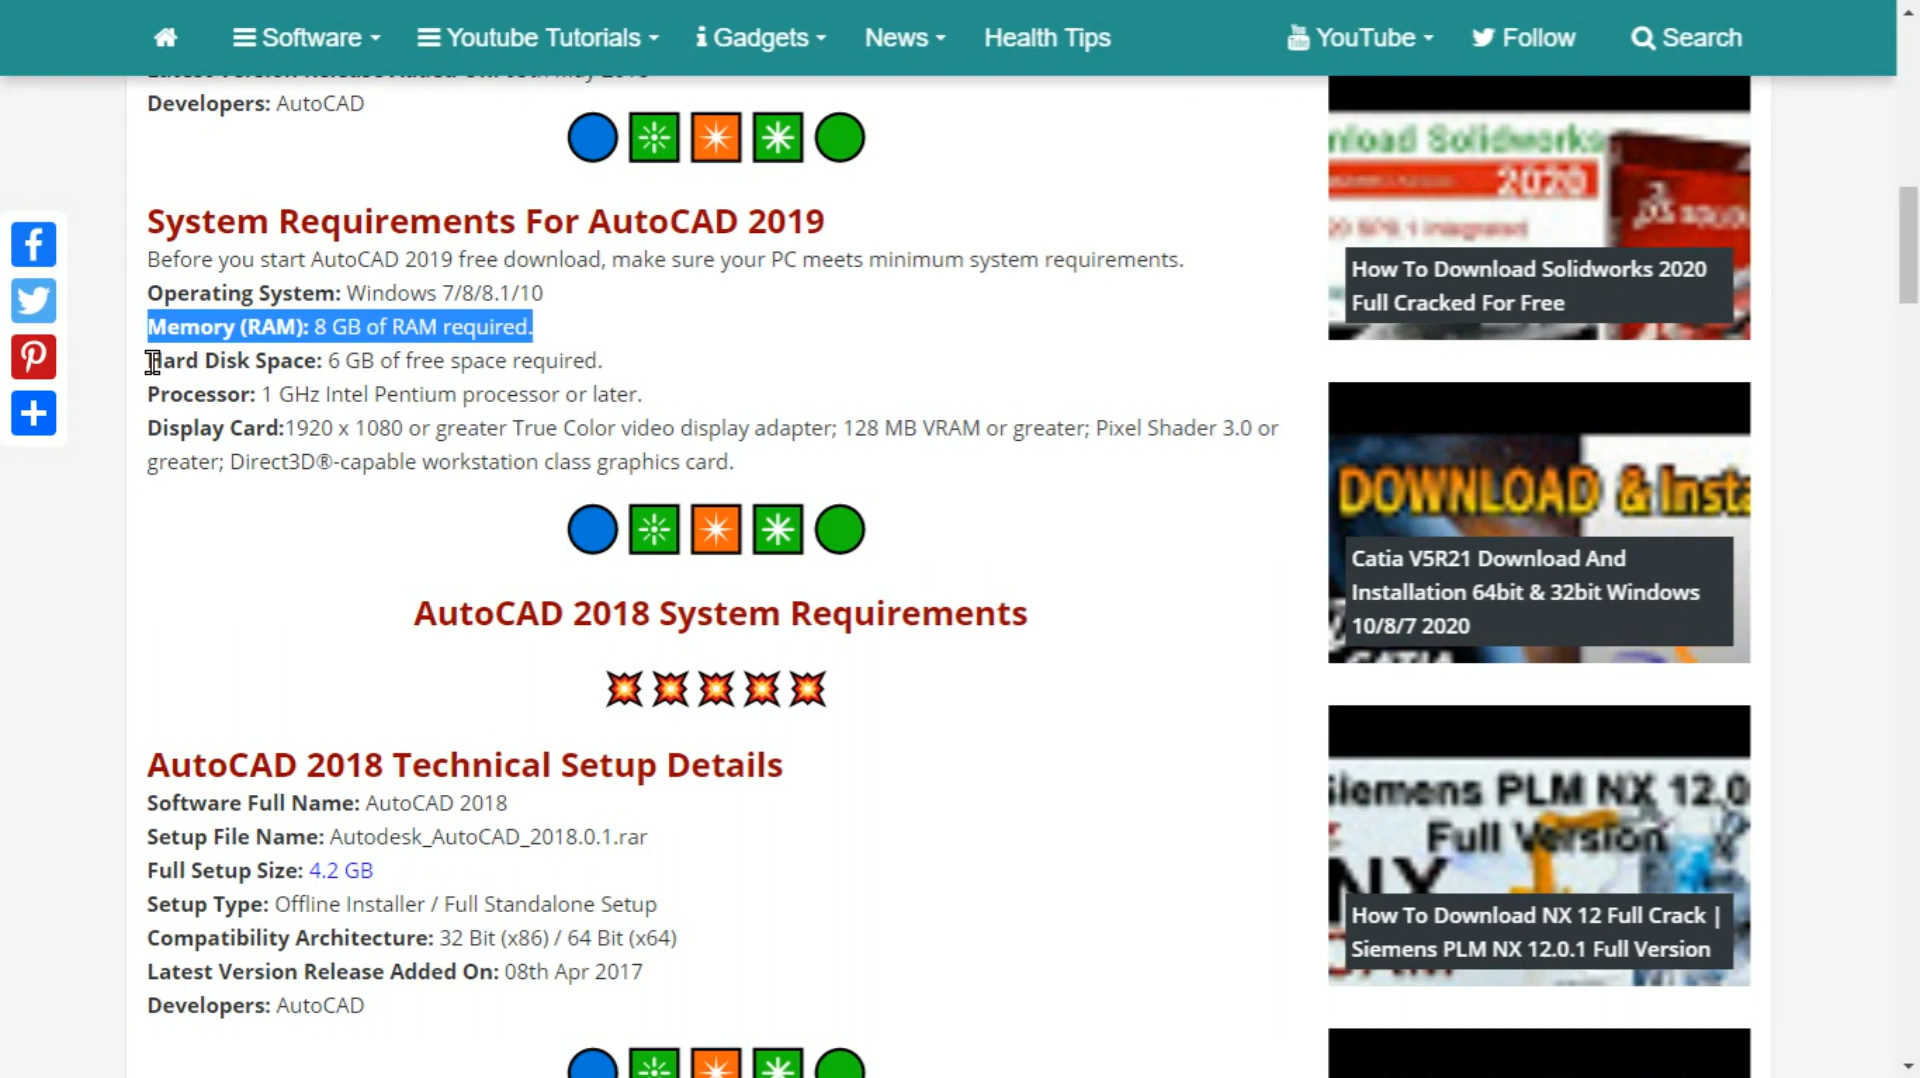 Software
Youtube Tutorials
Gadgets
News
Health Tips
YouTube
Follow
Search
Developers: AutoCAD
System Requirements For AutoCAD 2019
Before you start AutoCAD 2019 free download, make sure your PC meets minimum system requirements.
Operating System: Windows 7/8/8.1/10
Memory (RAM): 8 GB of RAM required.
Hard Disk Space: 6 GB of free space required.
Processor: 1 GHz Intel Pentium processor or later.
Display Card:1920 x 1080 or greater True Color video display adapter; 128 MB VRAM or greater; Pixel Shader 3.0 or
greater; Direct3D®-capable workstation class graphics card.
AutoCAD 2018 System Requirements
AutoCAD 2018 Technical Setup Details
Software Full Name: AutoCAD 2018
Setup File Name: Autodesk_AutoCAD_2018.0.1.rar
Full Setup Size: 4.2 GB
Setup Type: Offline Installer / Full Standalone Setup
Compatibility Architecture: 32 Bit (x86) / 64 Bit (x64)
Latest Version Release Added On: 08th Apr 2017
Developers: AutoCAD
Solidworks
2020
How To Download Solidworks 2020
Full Cracked For Free
DOWNLOAD & Insta
Catia V5R21 Download And
Installation 64bit & 32bit Windows
10/8/7 2020
Siemens PLM NX 12.0
Full Version
NX
How To Download NX 12 Full Crack |
Siemens PLM NX 12.0.1 Full Version